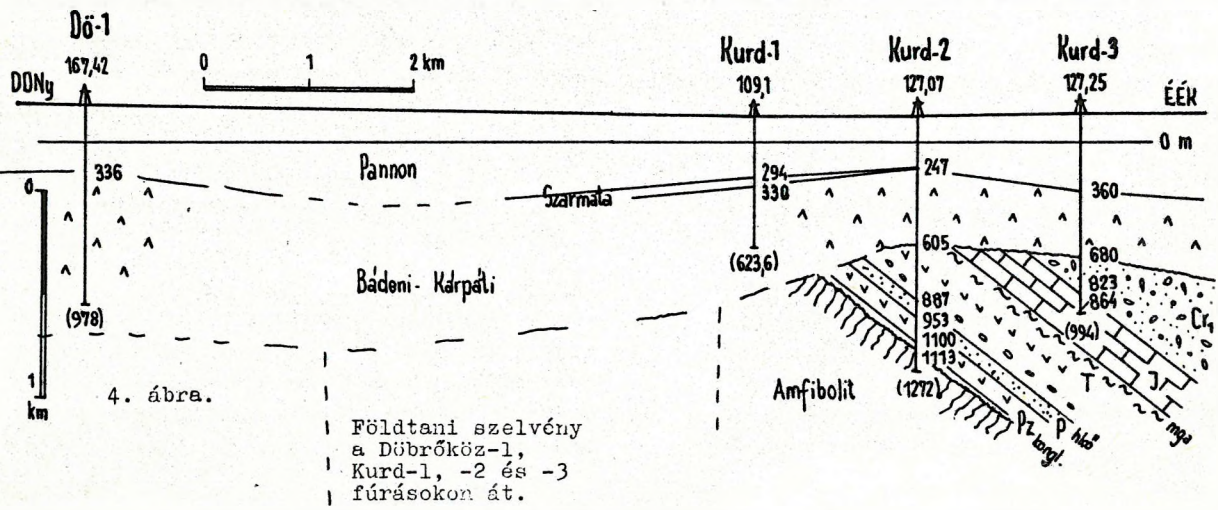 Dö-1
167,42
0 1 2 km
Kurd-1
109,1
Kurd-2
127,07
Kurd-3
127,25
DDNy
ÉÉK
0 m
336
Pannon
294
330
Szarmata
247
360
0
605
680
(623,6)
Bádeni-Kárpáti
823
864
887
953
1100
1113
(978)
(994)
Cr₁
(1272)
T
J
1
km
4. ábra.
Amfibolit
Pz
P
kongl.
mga
Földtani szelvény
a Döbrőköz-1,
Kurd-1, -2 és -3
fúrásokon át.